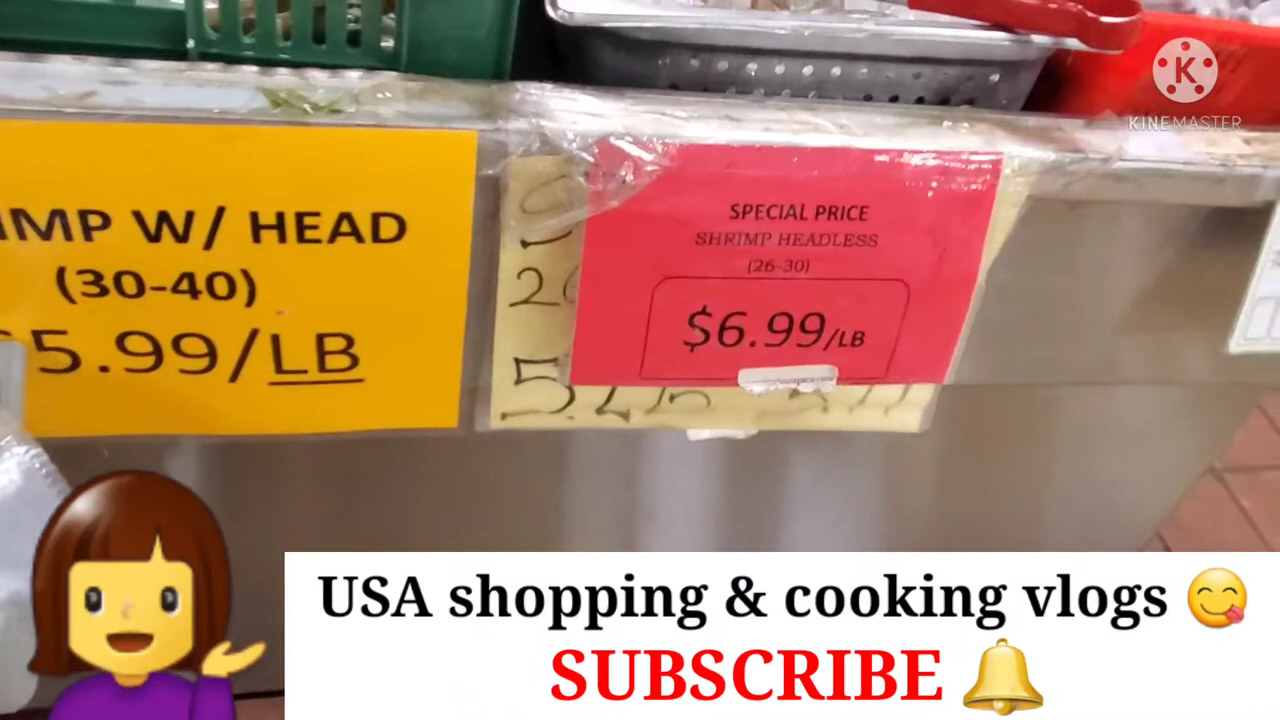 IMP W/ HEAD
(30-40)
5.99/LB
SPECIAL PRICE
SHRIMP HEADLESS
(26-30)
$6.99/LB
K
KINEMASTER
USA shopping & cooking vlogs 😋
SUBSCRIBE 🔔